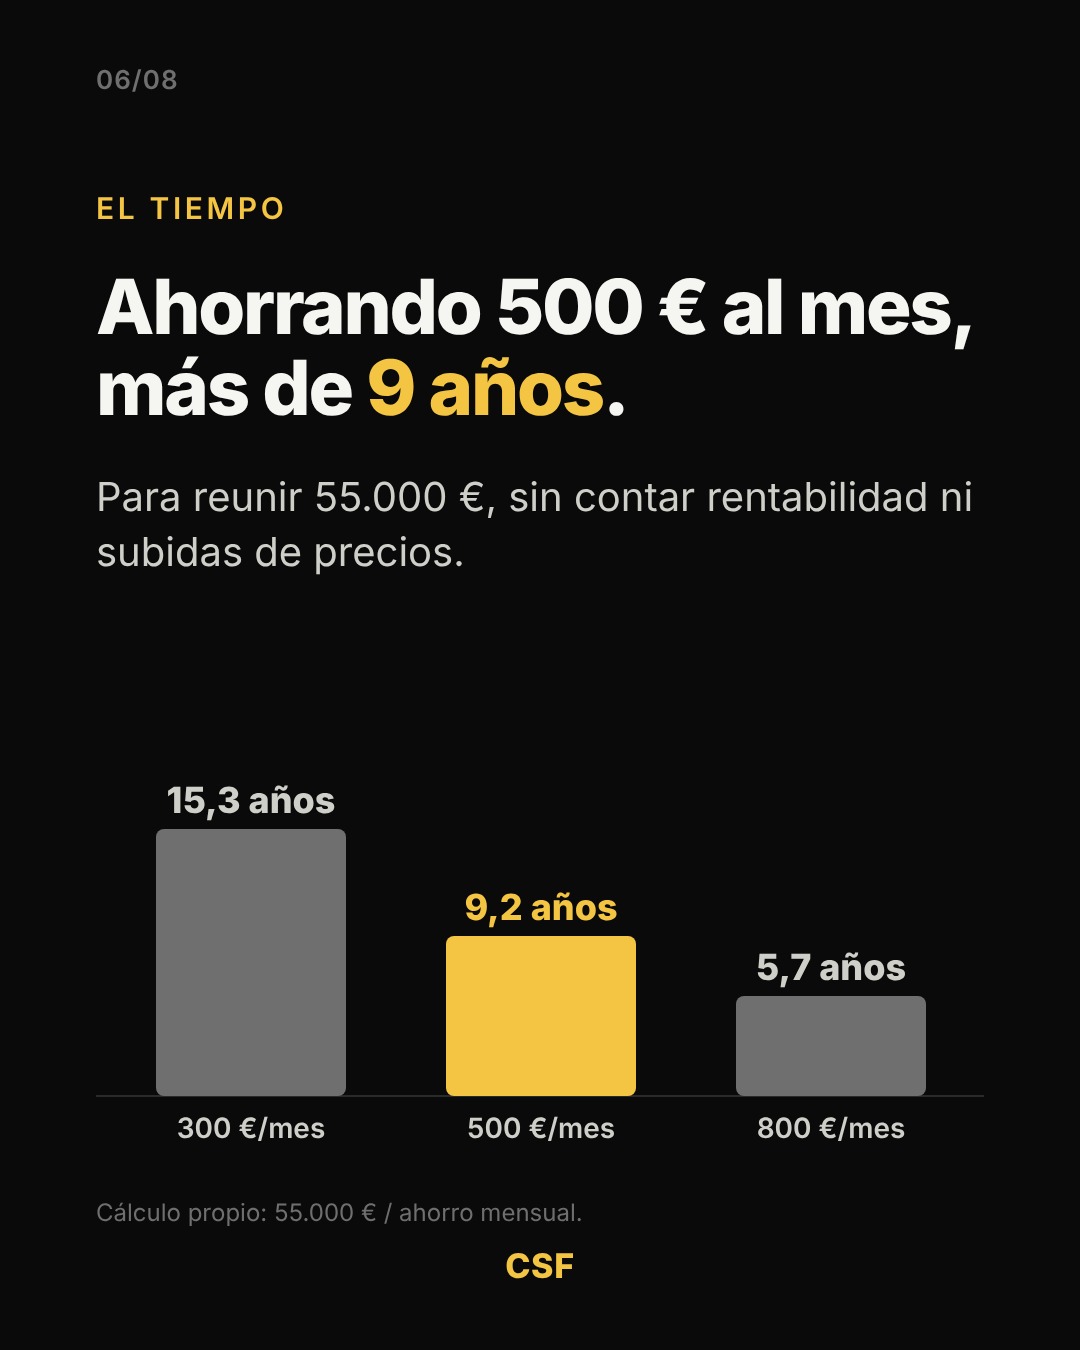 06/08
EL TIEMPO
Ahorrando 500 € al mes,
más de 9 años.
Para reunir 55.000 €, sin contar rentabilidad ni
subidas de precios.
15,3 años
9,2 años
5,7 años
300 €/mes
500 €/mes
800 €/mes
Cálculo propio: 55.000 € / ahorro mensual.
CSF